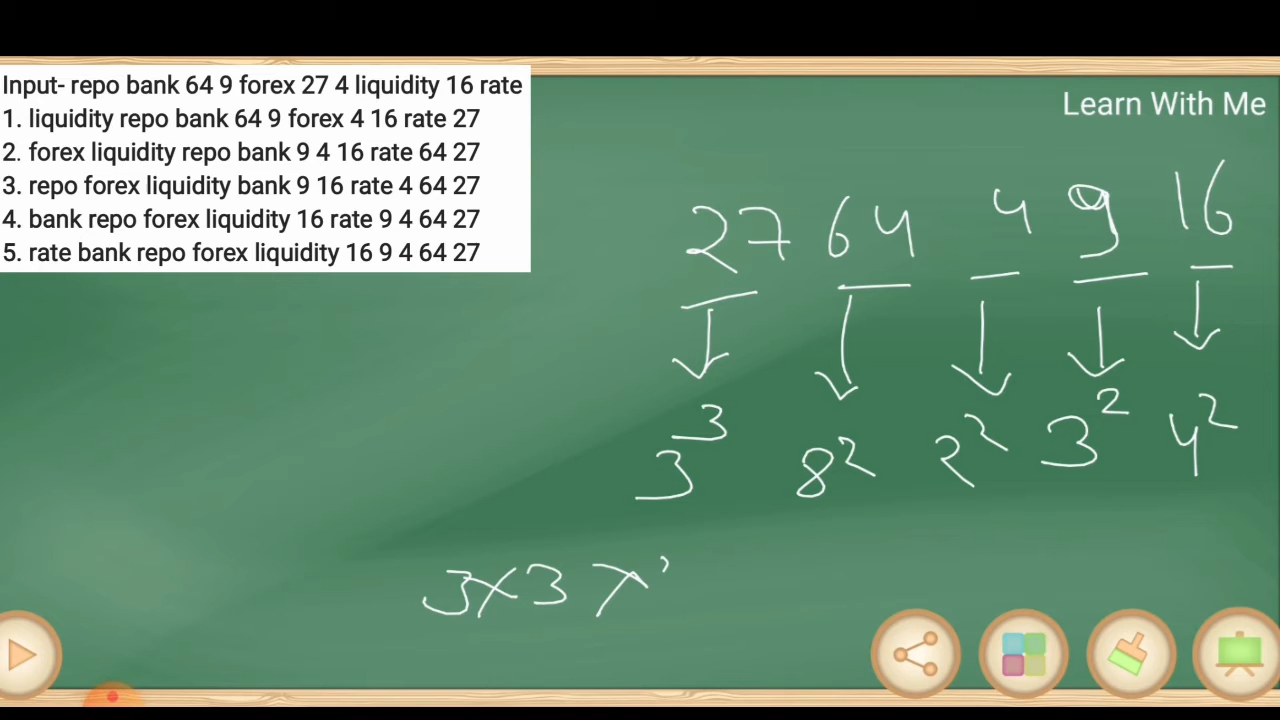 Input- repo bank 64 9 forex 27 4 liquidity 16 rate
1. liquidity repo bank 64 9 forex 4 16 rate 27
2. forex liquidity repo bank 9 4 16 rate 64 27
3. repo forex liquidity bank 9 16 rate 4 64 27
4. bank repo forex liquidity 16 rate 9 4 64 27
5. rate bank repo forex liquidity 16 9 4 64 27
Learn With Me
27 64 4 9 16
3³ 8² 2² 3² 4²
3×3×